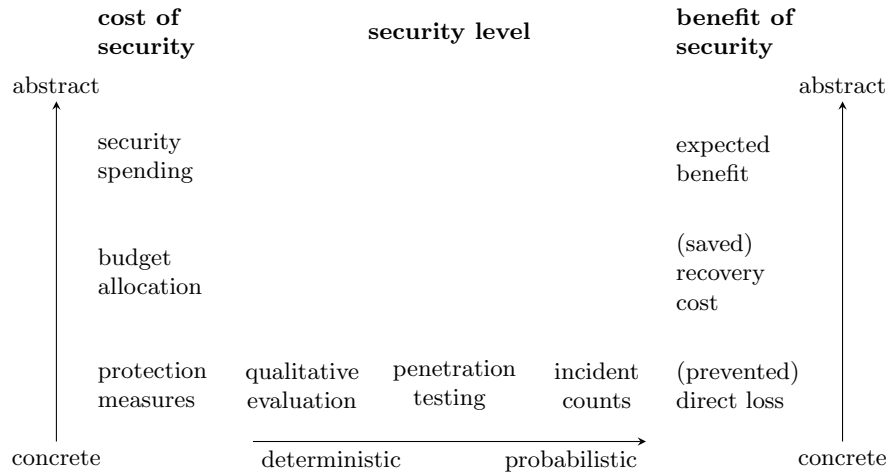 cost of
security
security level
benefit of
security
abstract
abstract
security
spending
expected
benefit
budget
allocation
(saved)
recovery
cost
protection
measures
qualitative
evaluation
penetration
testing
incident
counts
(prevented)
direct loss
concrete
deterministic
probabilistic
concrete